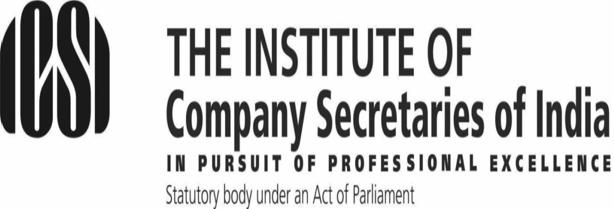 ICSI
THE INSTITUTE OF
Company Secretaries of India
IN PURSUIT OF PROFESSIONAL EXCELLENCE
Statutory body under an Act of Parliament